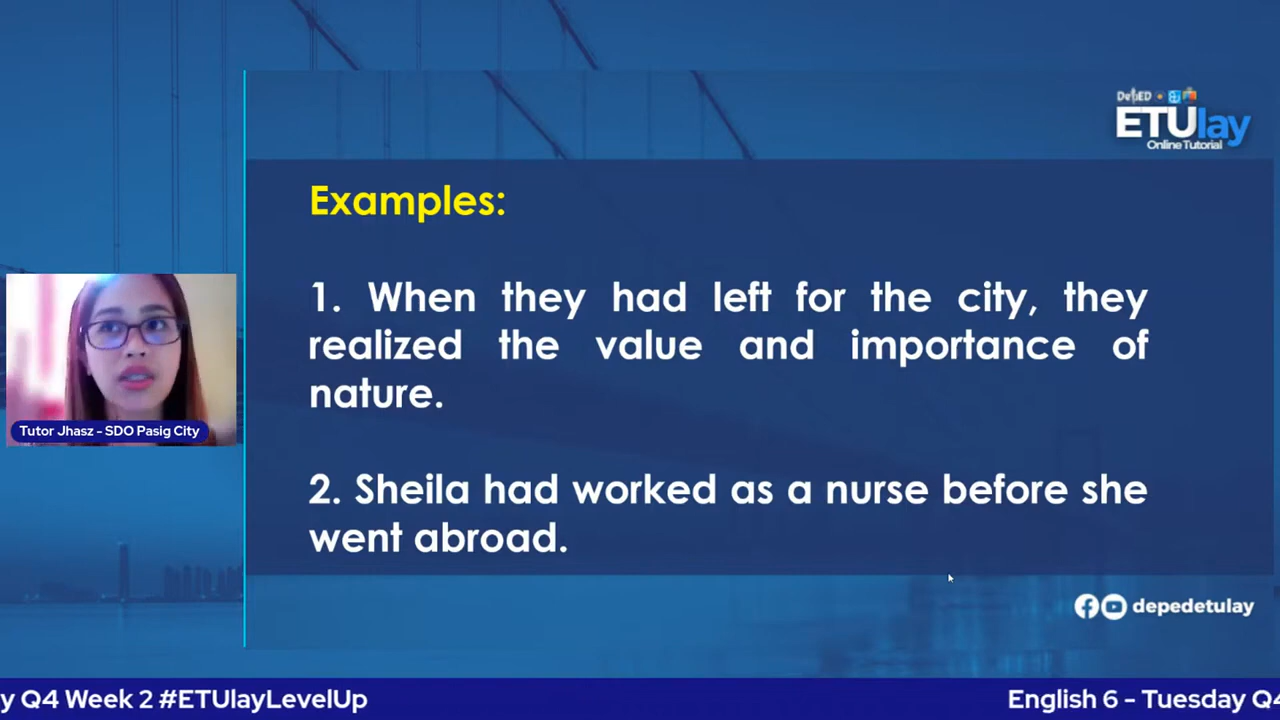 DepED
ETUlay
Online Tutorial
Examples:
1. When they had left for the city, they
realized the value and importance of
nature.
2. Sheila had worked as a nurse before she
went abroad.
Tutor Jhasz - SDO Pasig City
depedetulay
y Q4 Week 2 #ETUlayLevelUp
English 6 - Tuesday Q4